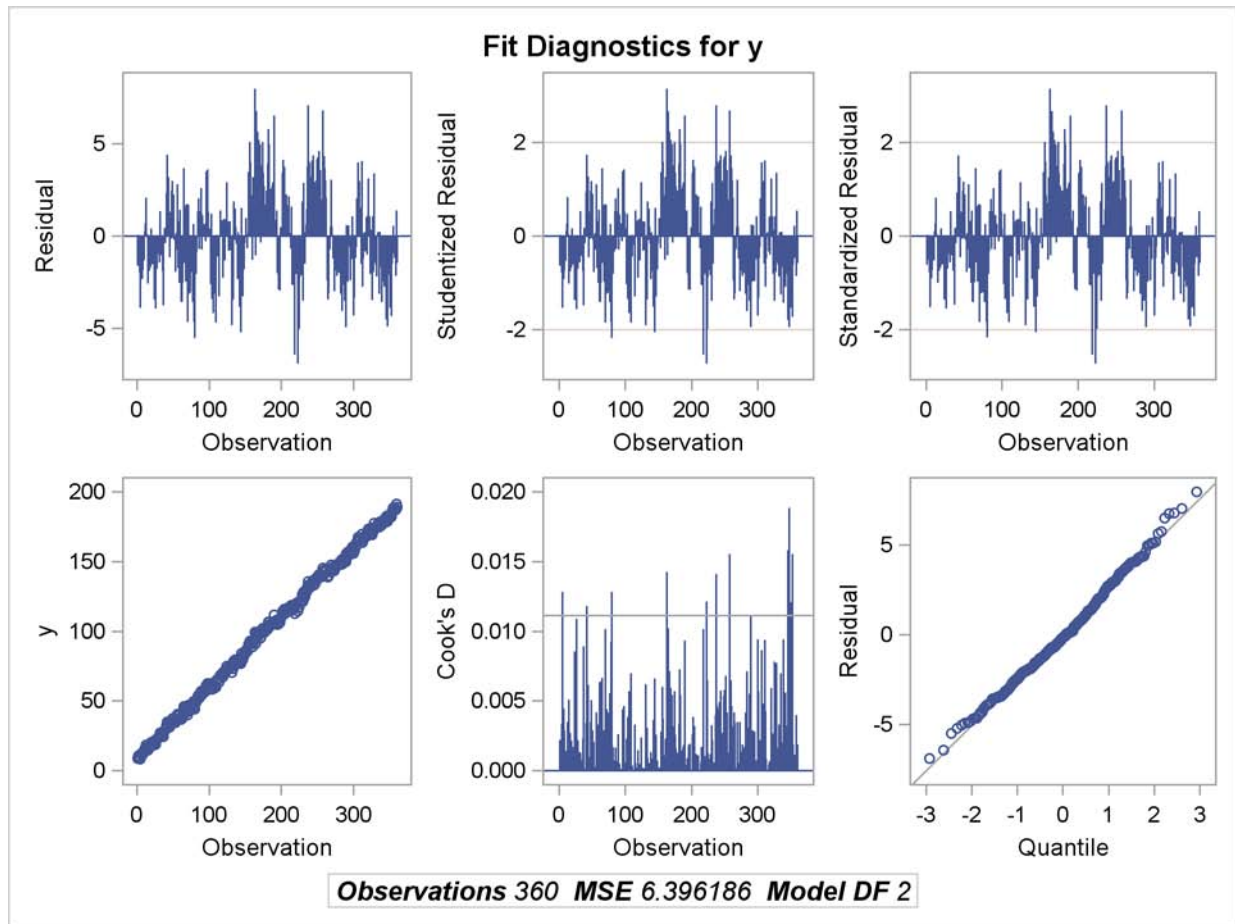 Fit Diagnostics for y
Residual
5
0
-5
0 100 200 300
Observation
Studentized Residual
2
0
-2
0 100 200 300
Observation
Standardized Residual
2
0
-2
0 100 200 300
Observation
y
200
150
100
50
0
0 100 200 300
Observation
Cook's D
0.020
0.015
0.010
0.005
0.000
0 100 200 300
Observation
Residual
5
0
-5
-3 -2 -1 0 1 2 3
Quantile
Observations 360 MSE 6.396186 Model DF 2